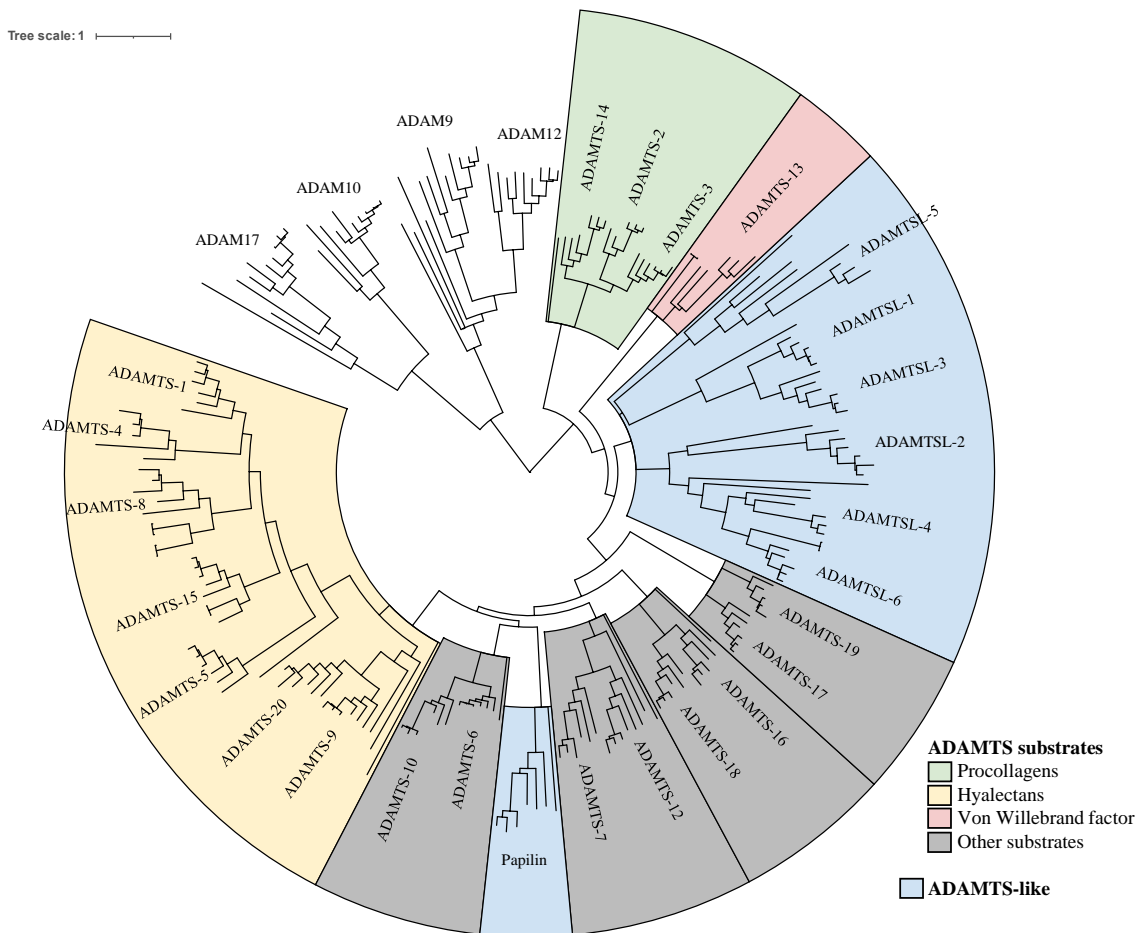 Tree scale: 1
ADAM9
ADAM12
ADAM10
ADAM17
ADAMTS-14
ADAMTS-2
ADAMTS-3
ADAMTS-13
ADAMTSL-5
ADAMTSL-1
ADAMTSL-3
ADAMTSL-2
ADAMTSL-4
ADAMTSL-6
ADAMTS-19
ADAMTS-17
ADAMTS-16
ADAMTS-18
ADAMTS-12
ADAMTS-7
Papilin
ADAMTS-6
ADAMTS-10
ADAMTS-9
ADAMTS-20
ADAMTS-5
ADAMTS-15
ADAMTS-8
ADAMTS-4
ADAMTS-1
ADAMTS substrates
Procollagens
Hyalectans
Von Willebrand factor
Other substrates
ADAMTS-like